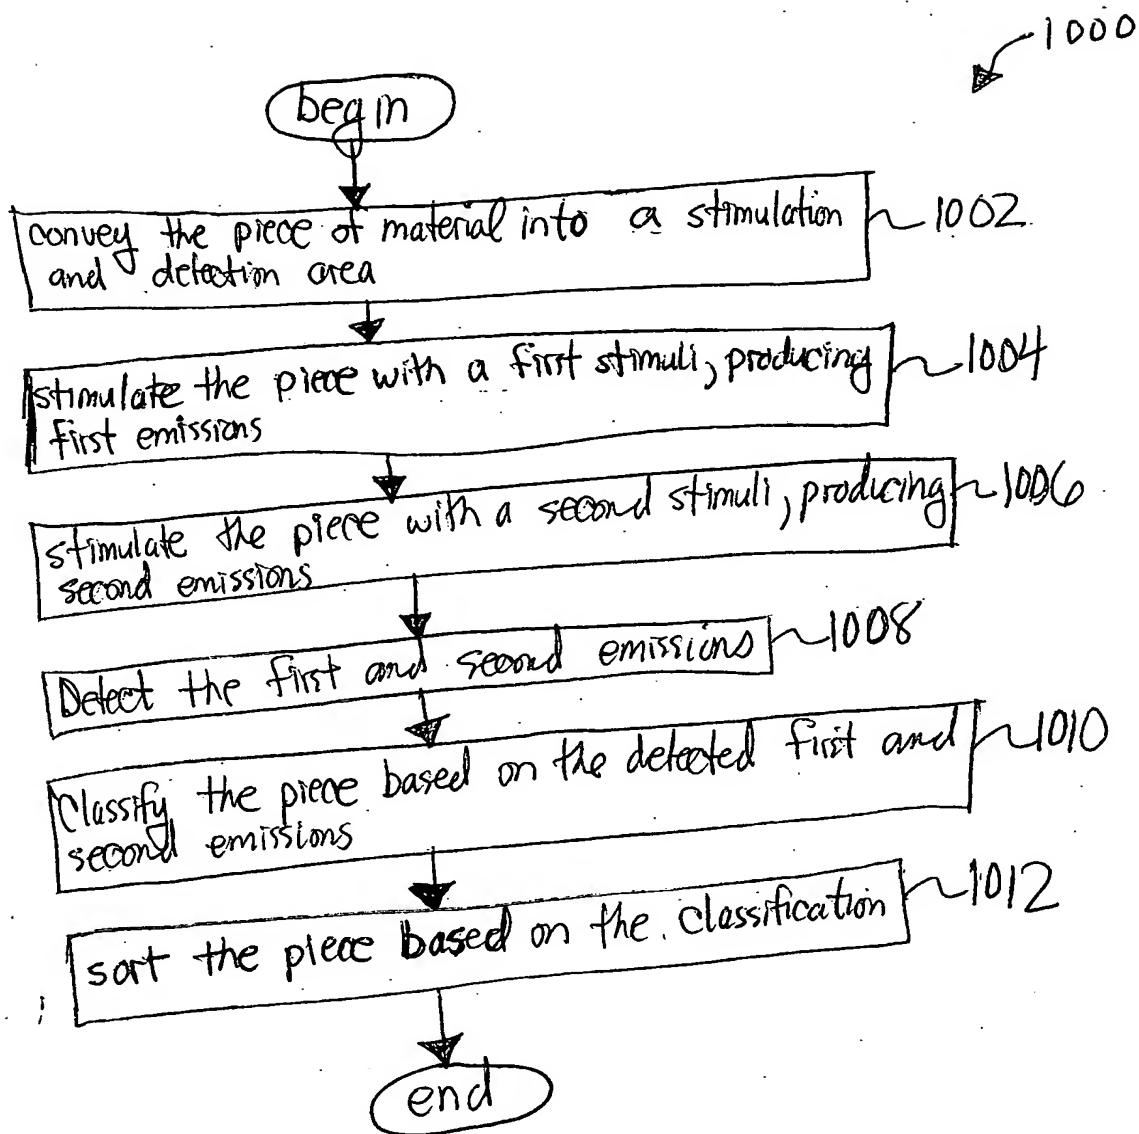 1000
begin
convey the piece of material into a stimulation
and detection area
1002
stimulate the piece with a first stimuli, producing
first emissions
1004
stimulate the piece with a second stimuli, producing
second emissions
1006
Detect the first and second emissions
1008
Classify the piece based on the detected first and
second emissions
1010
sort the piece based on the classification
1012
end